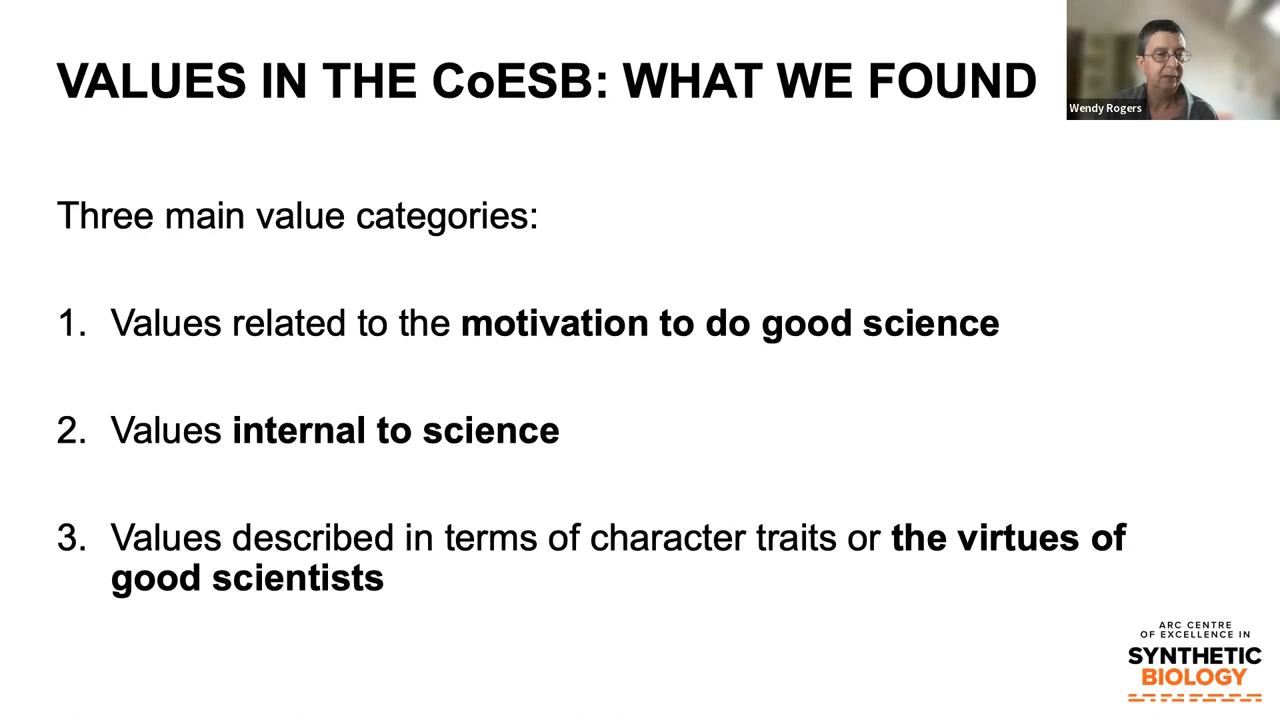 VALUES IN THE CoESB: WHAT WE FOUND
Wendy Rogers
Three main value categories:
1. Values related to the motivation to do good science
2. Values internal to science
3. Values described in terms of character traits or the virtues of
good scientists
ARC CENTRE
OF EXCELLENCE IN
SYNTHETIC
BIOLOGY